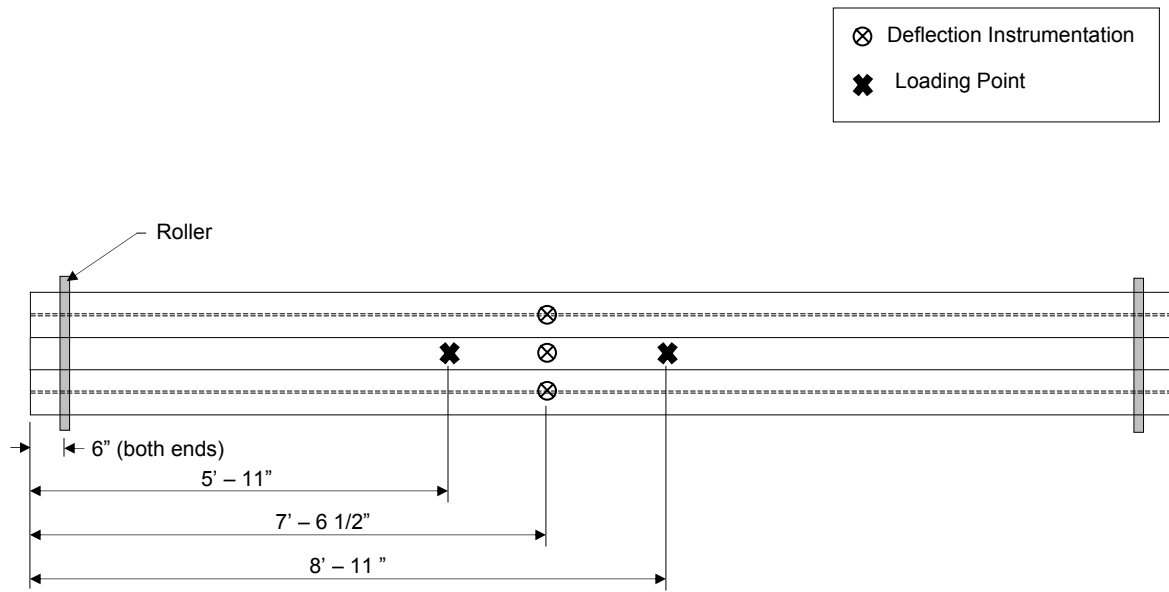 Deflection Instrumentation
Loading Point
Roller
6” (both ends)
5’ – 11”
7’ – 6 1/2”
8’ – 11 ”